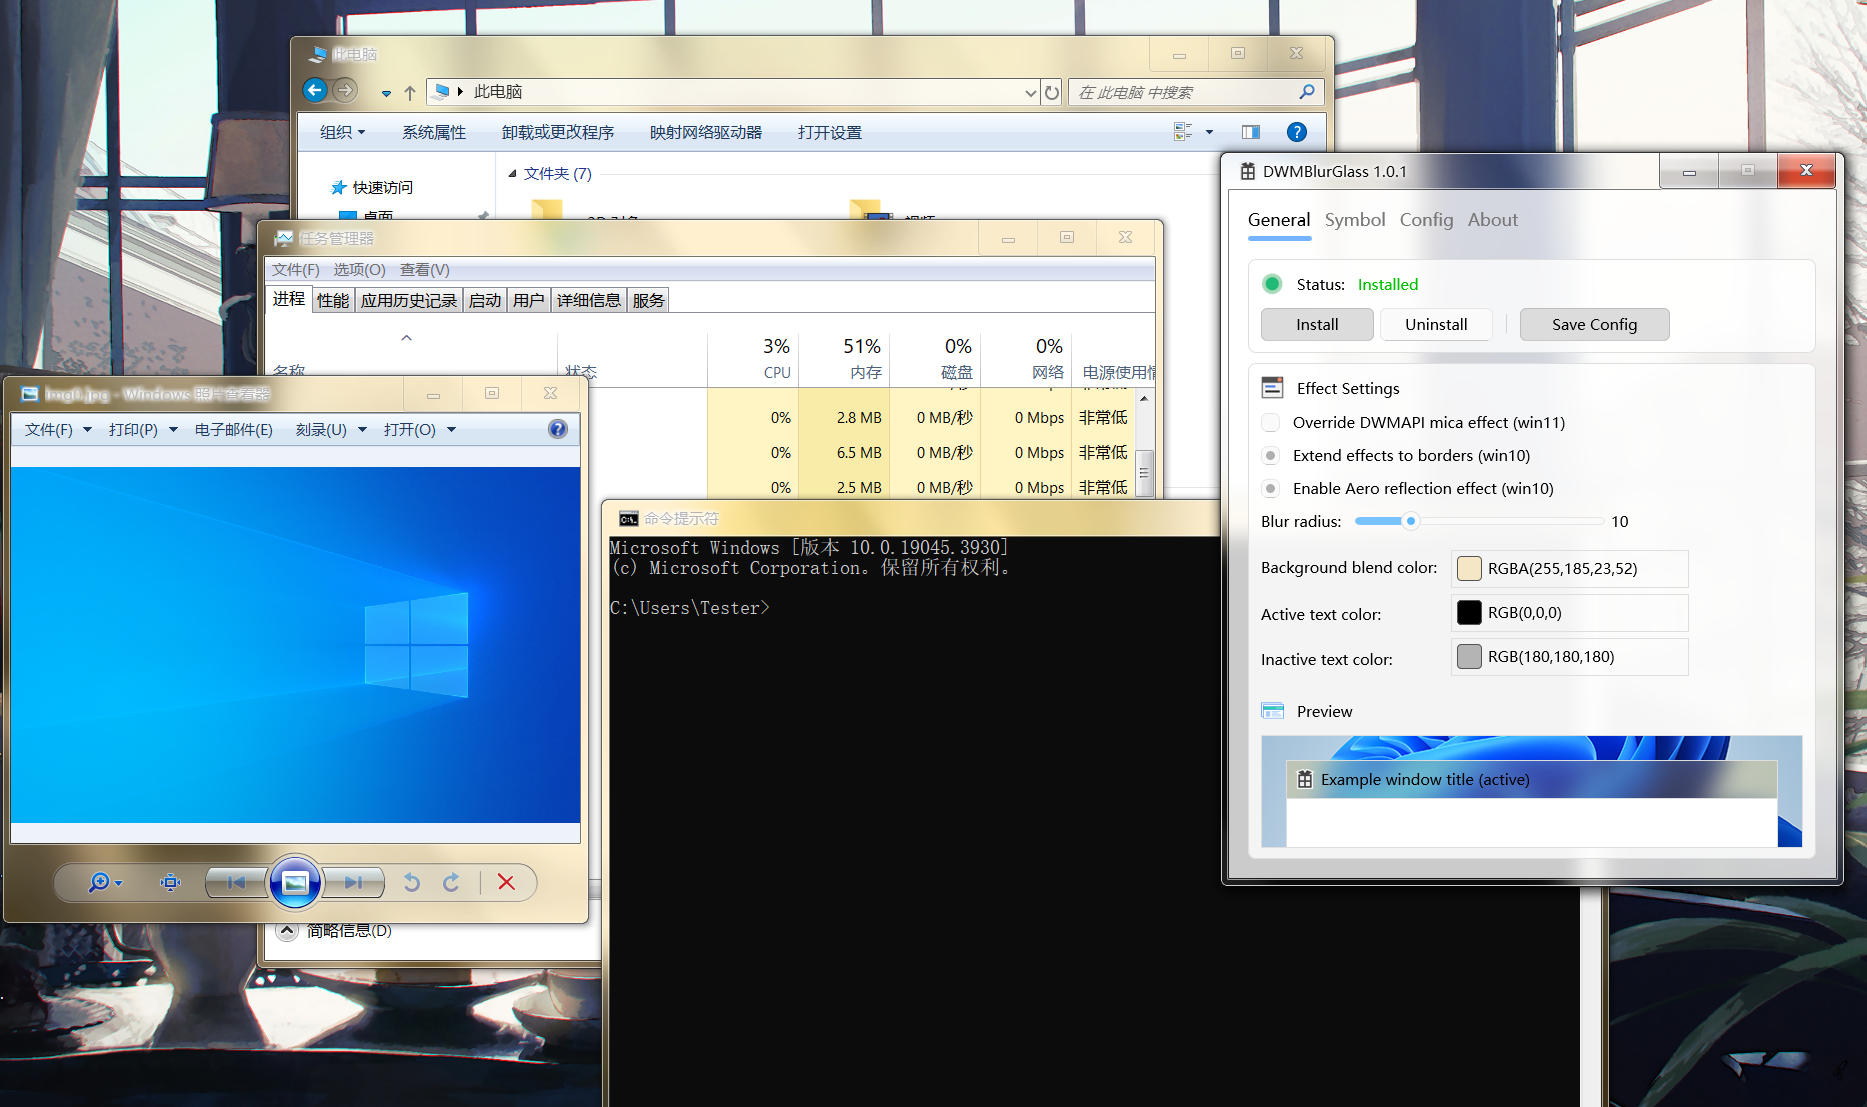 此电脑
此电脑
在 此电脑 中搜索
组织 系统属性 卸载或更改程序 映射网络驱动器 打开设置
快速访问
文件夹 (7)
桌面
3D 对象
视频
任务管理器
文件(F) 选项(O) 查看(V)
进程 性能 应用历史记录 启动 用户 详细信息 服务
3% 51% 0% 0%
名称 状态 CPU 内存 磁盘 网络 电源使用情
0% 2.8 MB 0 MB/秒 0 Mbps 非常低
0% 6.5 MB 0 MB/秒 0 Mbps 非常低
0% 2.5 MB 0 MB/秒 0 Mbps 非常低
简略信息(D)
img0.jpg - Windows 照片查看器
文件(F) 打印(P) 电子邮件(E) 刻录(U) 打开(O)
命令提示符
Microsoft Windows [版本 10.0.19045.3930]
(c) Microsoft Corporation。保留所有权利。
C:\Users\Tester>
DWMBlurGlass 1.0.1
General Symbol Config About
Status: Installed
Install Uninstall Save Config
Effect Settings
Override DWMAPI mica effect (win11)
Extend effects to borders (win10)
Enable Aero reflection effect (win10)
Blur radius: 10
Background blend color: RGBA(255,185,23,52)
Active text color: RGB(0,0,0)
Inactive text color: RGB(180,180,180)
Preview
Example window title (active)